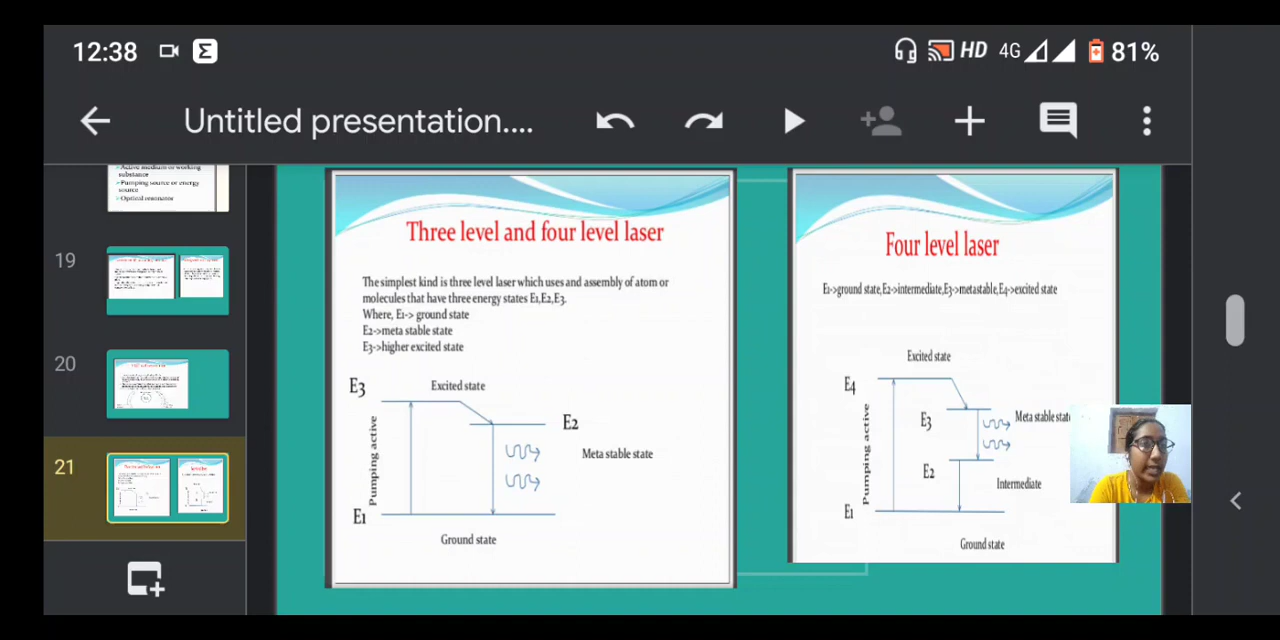 12:38
HD 4G 81%
Untitled presentation....
Active medium or working
substance
➢Pumping source or energy
source
➢Optical resonator
19
20
21
Three level and four level laser
The simplest kind is three level laser which uses and assembly of atom or
molecules that have three energy states E1,E2,E3.
Where, E1-> ground state
E2->meta stable state
E3->higher excited state
E3
Excited state
E2
Pumping active
Meta stable state
E1
Ground state
Four level laser
E1->ground state,E2->intermediate,E3->metastable,E4->excited state
Excited state
E4
E3
Meta stable state
Pumping active
E2
Intermediate
E1
Ground state